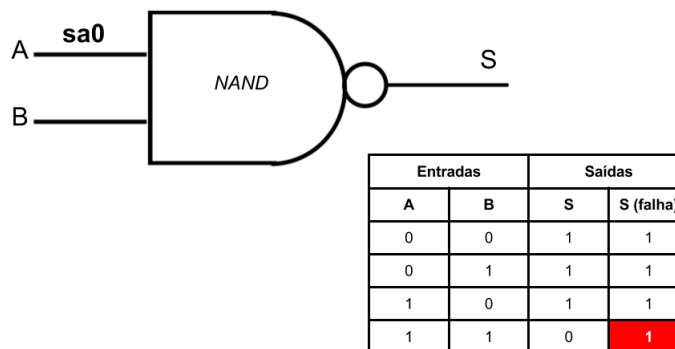 sa0
A
NAND
S
B
Entradas Saídas
A B S S (falha)
0 0 1 1
0 1 1 1
1 0 1 1
1 1 0 1